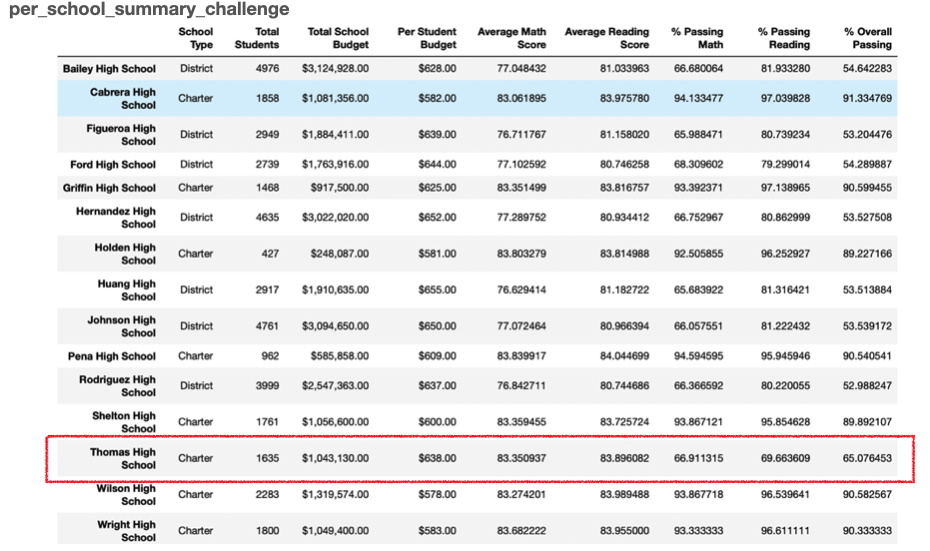 per_school_summary_challenge
School Type Total Students Total School Budget Per Student Budget Average Math Score Average Reading Score % Passing Math % Passing Reading % Overall Passing
Bailey High School District 4976 $3,124,928.00 $628.00 77.048432 81.033963 66.680064 81.933280 54.642283
Cabrera High School Charter 1858 $1,081,356.00 $582.00 83.061895 83.975780 94.133477 97.039828 91.334769
Figueroa High School District 2949 $1,884,411.00 $639.00 76.711767 81.158020 65.988471 80.739234 53.204476
Ford High School District 2739 $1,763,916.00 $644.00 77.102592 80.746258 68.309602 79.299014 54.289887
Griffin High School Charter 1468 $917,500.00 $625.00 83.351499 83.816757 93.392371 97.138965 90.599455
Hernandez High School District 4635 $3,022,020.00 $652.00 77.289752 80.934412 66.752967 80.862999 53.527508
Holden High School Charter 427 $248,087.00 $581.00 83.803279 83.814988 92.505855 96.252927 89.227166
Huang High School District 2917 $1,910,635.00 $655.00 76.629414 81.182722 65.683922 81.316421 53.513884
Johnson High School District 4761 $3,094,650.00 $650.00 77.072464 80.966394 66.057551 81.222432 53.539172
Pena High School Charter 962 $585,858.00 $609.00 83.839917 84.044699 94.594595 95.945946 90.540541
Rodriguez High School District 3999 $2,547,363.00 $637.00 76.842711 80.744686 66.366592 80.220055 52.988247
Shelton High School Charter 1761 $1,056,600.00 $600.00 83.359455 83.725724 93.867121 95.854628 89.892107
Thomas High School Charter 1635 $1,043,130.00 $638.00 83.350937 83.896082 66.911315 69.663609 65.076453
Wilson High School Charter 2283 $1,319,574.00 $578.00 83.274201 83.989488 93.867718 96.539641 90.582567
Wright High School Charter 1800 $1,049,400.00 $583.00 83.682222 83.955000 93.333333 96.611111 90.333333